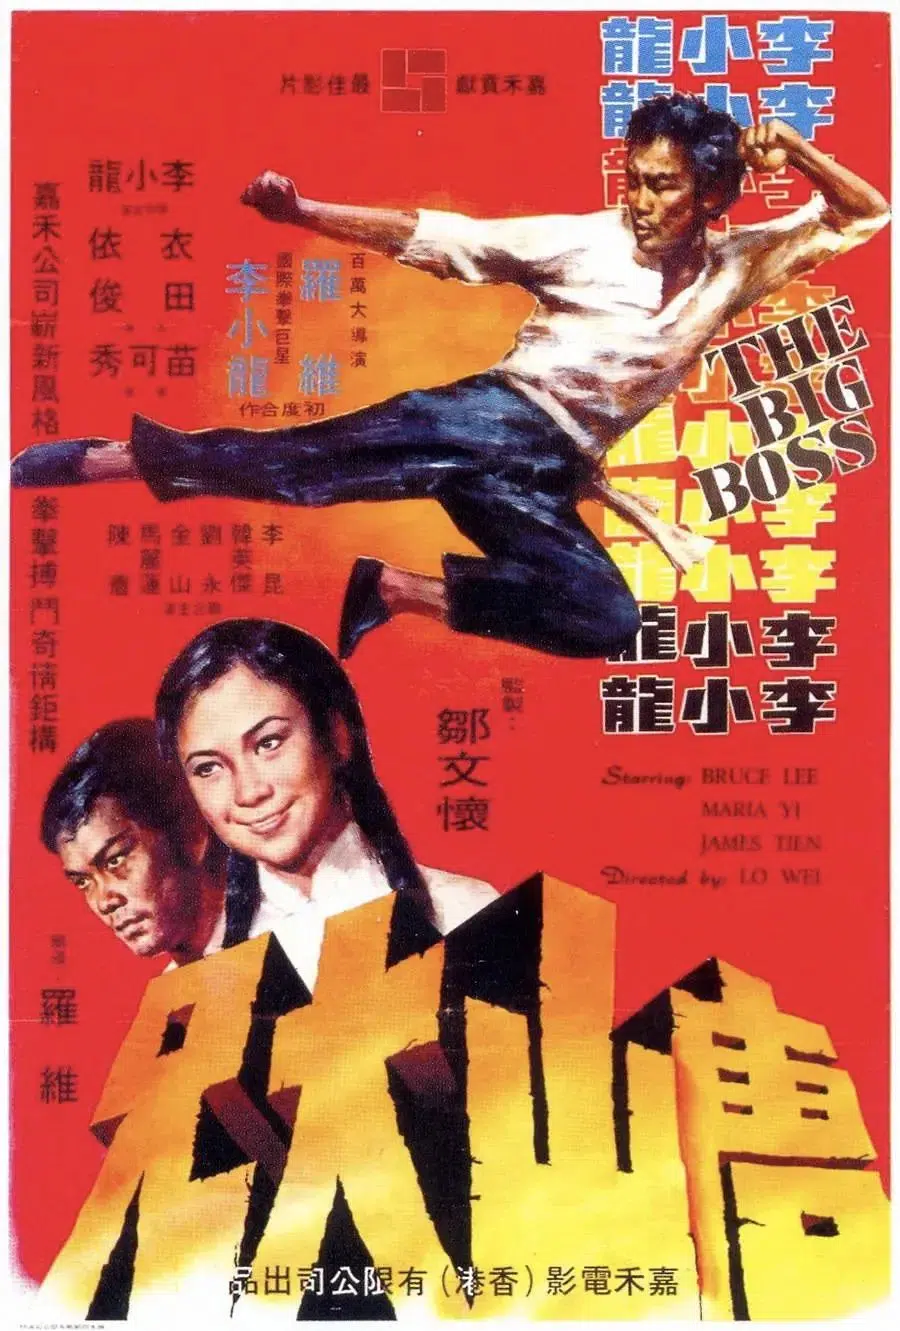 李小龍
李小龍
李小龍
李小龍
李小龍
李小龍
李小龍
李小龍
李小龍
嘉禾貢獻
最佳影片
THE
BIG
BOSS
李小龍
衣依
田俊
苗可秀
百萬大導演
羅維
國際拳擊巨星
李小龍
初度合作
嘉禾公司嶄新風格
拳擊搏鬥奇情鉅構
李昆
韓英傑
劉永
金山
馬麗蓮
陳
監製：
鄒文懷
Starring: BRUCE LEE
MARIA YI
JAMES TIEN
Directed by: LO WEI
羅維
唐山大兄
嘉禾電影(香港)有限公司出品